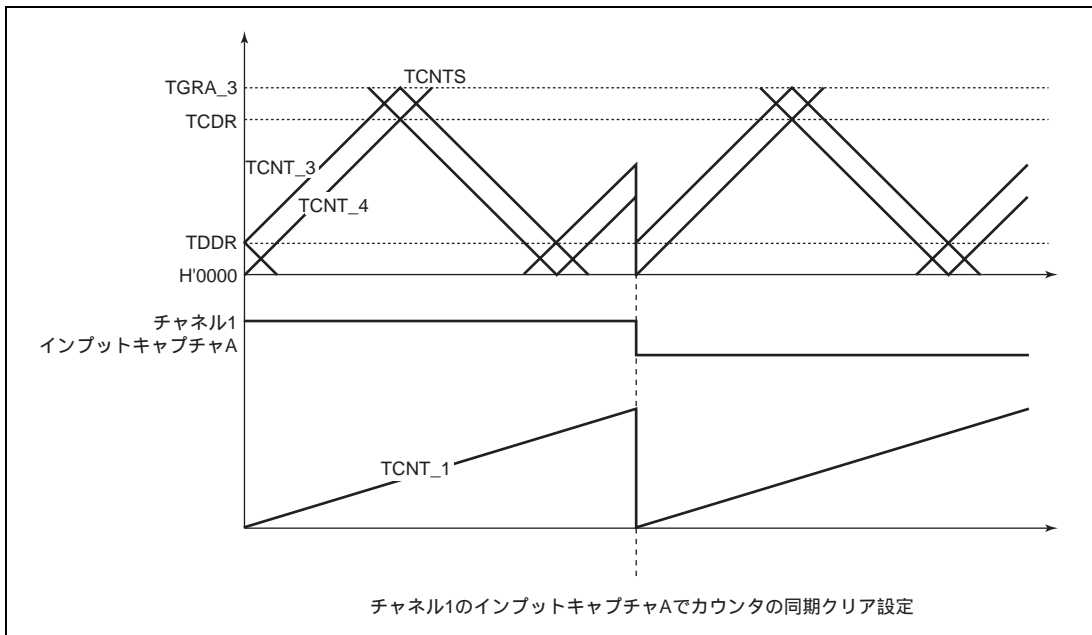 TCNTS
TGRA_3
TCDR
TCNT_3
TCNT_4
TDDR
H'0000
チャネル1
インプットキャプチャA
TCNT_1
チャネル1のインプットキャプチャAでカウンタの同期クリア設定